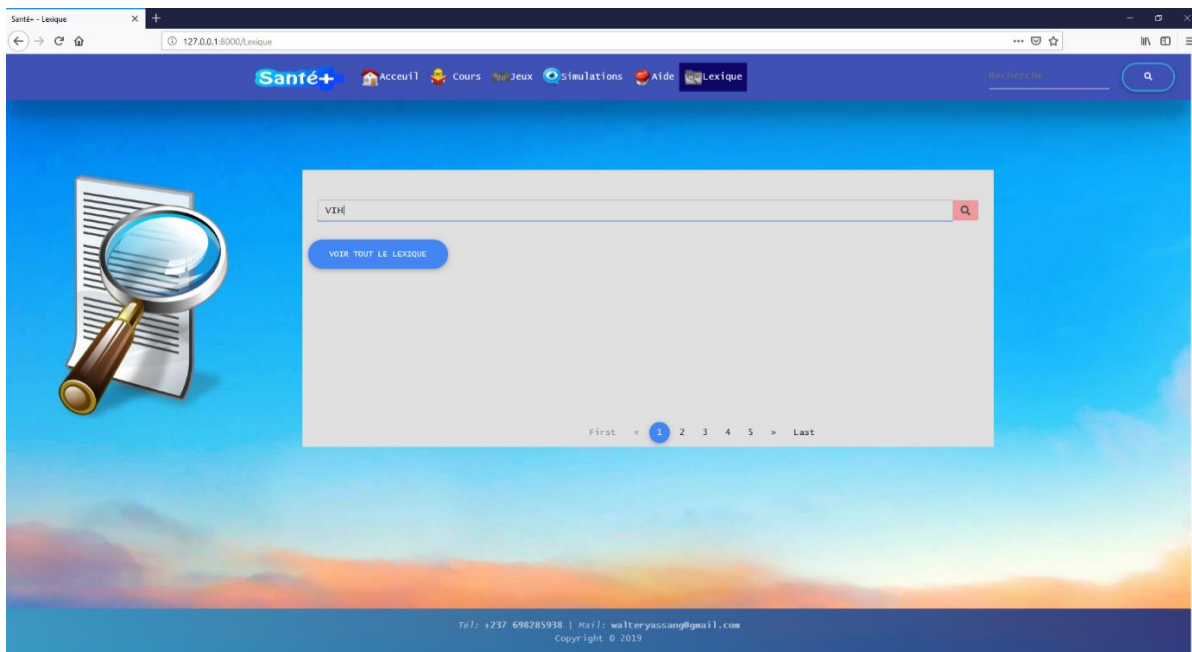 Santé+ - Lexique
127.0.0.1:8000/Lexique
Santé+ Acceuil Cours Jeux Simulations Aide Lexique Recherche
VIH
VOIR TOUT LE LEXIQUE
First « 1 2 3 4 5 » Last
Tél: +237 698285938 | Mail: walteryassang@gmail.com
Copyright © 2019